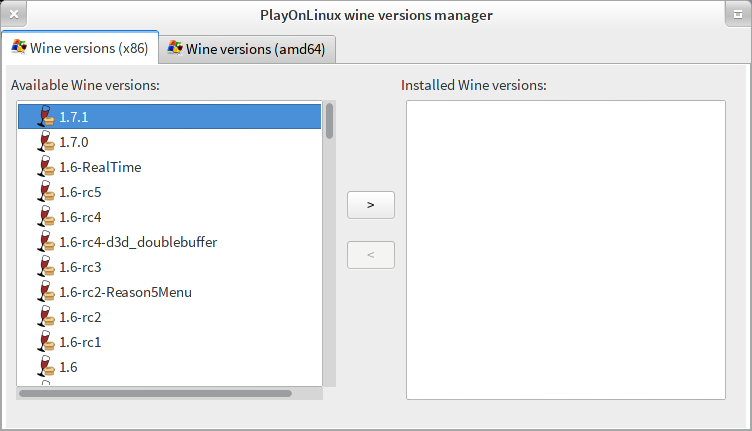 PlayOnLinux wine versions manager
Wine versions (x86)
Wine versions (amd64)
Available Wine versions:
Installed Wine versions:
1.7.1
1.7.0
1.6-RealTime
1.6-rc5
1.6-rc4
1.6-rc4-d3d_doublebuffer
1.6-rc3
1.6-rc2-Reason5Menu
1.6-rc2
1.6-rc1
1.6
>
<